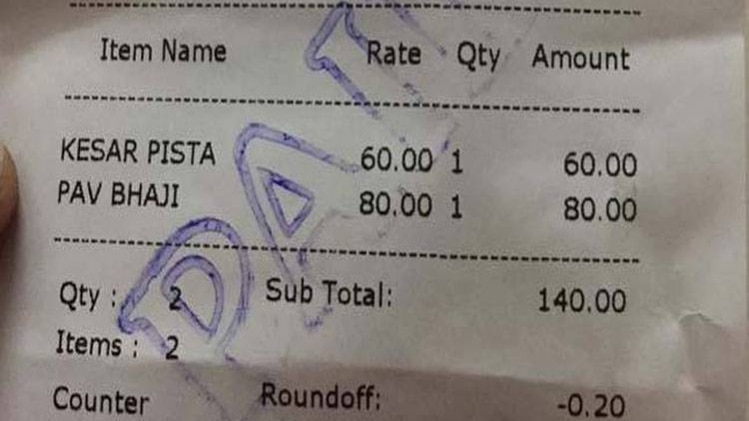 Item Name Rate Qty Amount
KESAR PISTA 60.00 1 60.00
PAV BHAJI 80.00 1 80.00
Qty : 2 Sub Total: 140.00
Items : 2
Counter Roundoff: -0.20
PAI